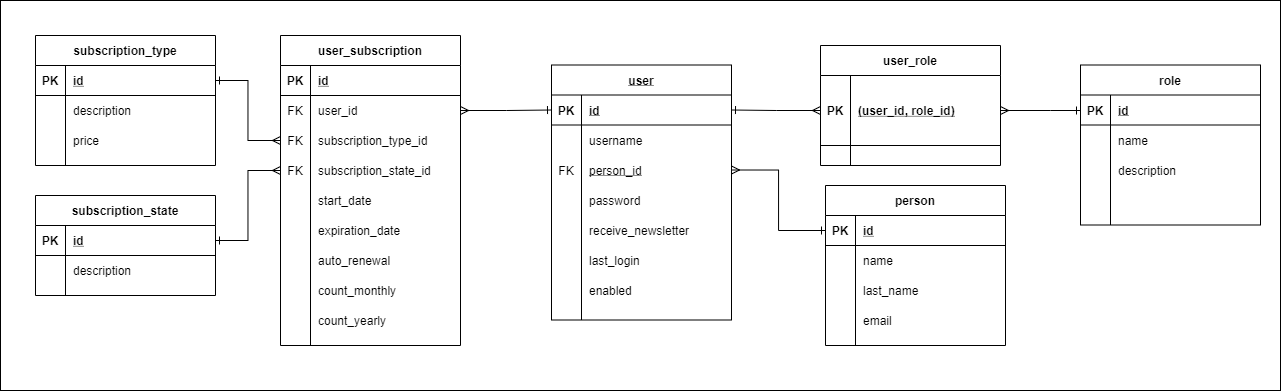 subscription_type
PK id
description
price
subscription_state
PK id
description
user_subscription
PK id
FK user_id
FK subscription_type_id
FK subscription_state_id
start_date
expiration_date
auto_renewal
count_monthly
count_yearly
user
PK id
username
FK person_id
password
receive_newsletter
last_login
enabled
user_role
PK (user_id, role_id)
person
PK id
name
last_name
email
role
PK id
name
description